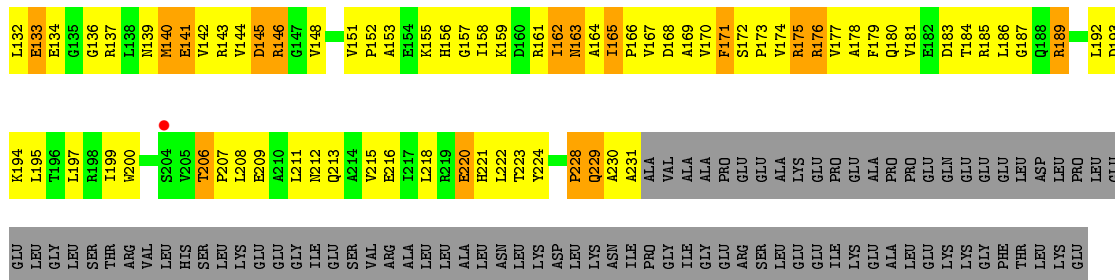 L132 E133 E134 G135 G136 R137 L138 N139 M140 E141 V142 R143 V144 D145 R146 G147 V148 V151 P152 A153 E154 K155 H156 G157 I158 K159 D160 R161 I162 N163 A164 I165 P166 V167 D168 A169 V170 F171 S172 P173 V174 R175 R176 V177 A178 F179 Q180 V181 E182 D183 T184 R185 L186 G187 Q188 R189 L192 D193
K194 L195 T196 L197 R198 I199 W200 S204 V205 T206 P207 L208 E209 A210 L211 N212 Q213 A214 V215 E216 I217 L218 R219 E220 H221 L222 T223 Y224 P228 Q229 A230 A231 ALA VAL ALA ALA PRO GLU GLU ALA LYS GLU PRO GLU ALA PRO PRO GLU GLN GLU GLU GLU LEU ASP LEU PRO LEU GLU
GLU LEU GLY LEU SER THR ARG VAL LEU HIS SER LEU LYS GLU GLU GLY ILE GLU SER VAL ARG ALA LEU LEU ALA LEU ASN LEU LYS ASP LEU LYS ASN ILE PRO GLY ILE GLY GLU ARG SER LEU GLU GLU ILE LYS GLU ALA LEU GLU LYS LYS GLY PHE THR LEU LYS GLU